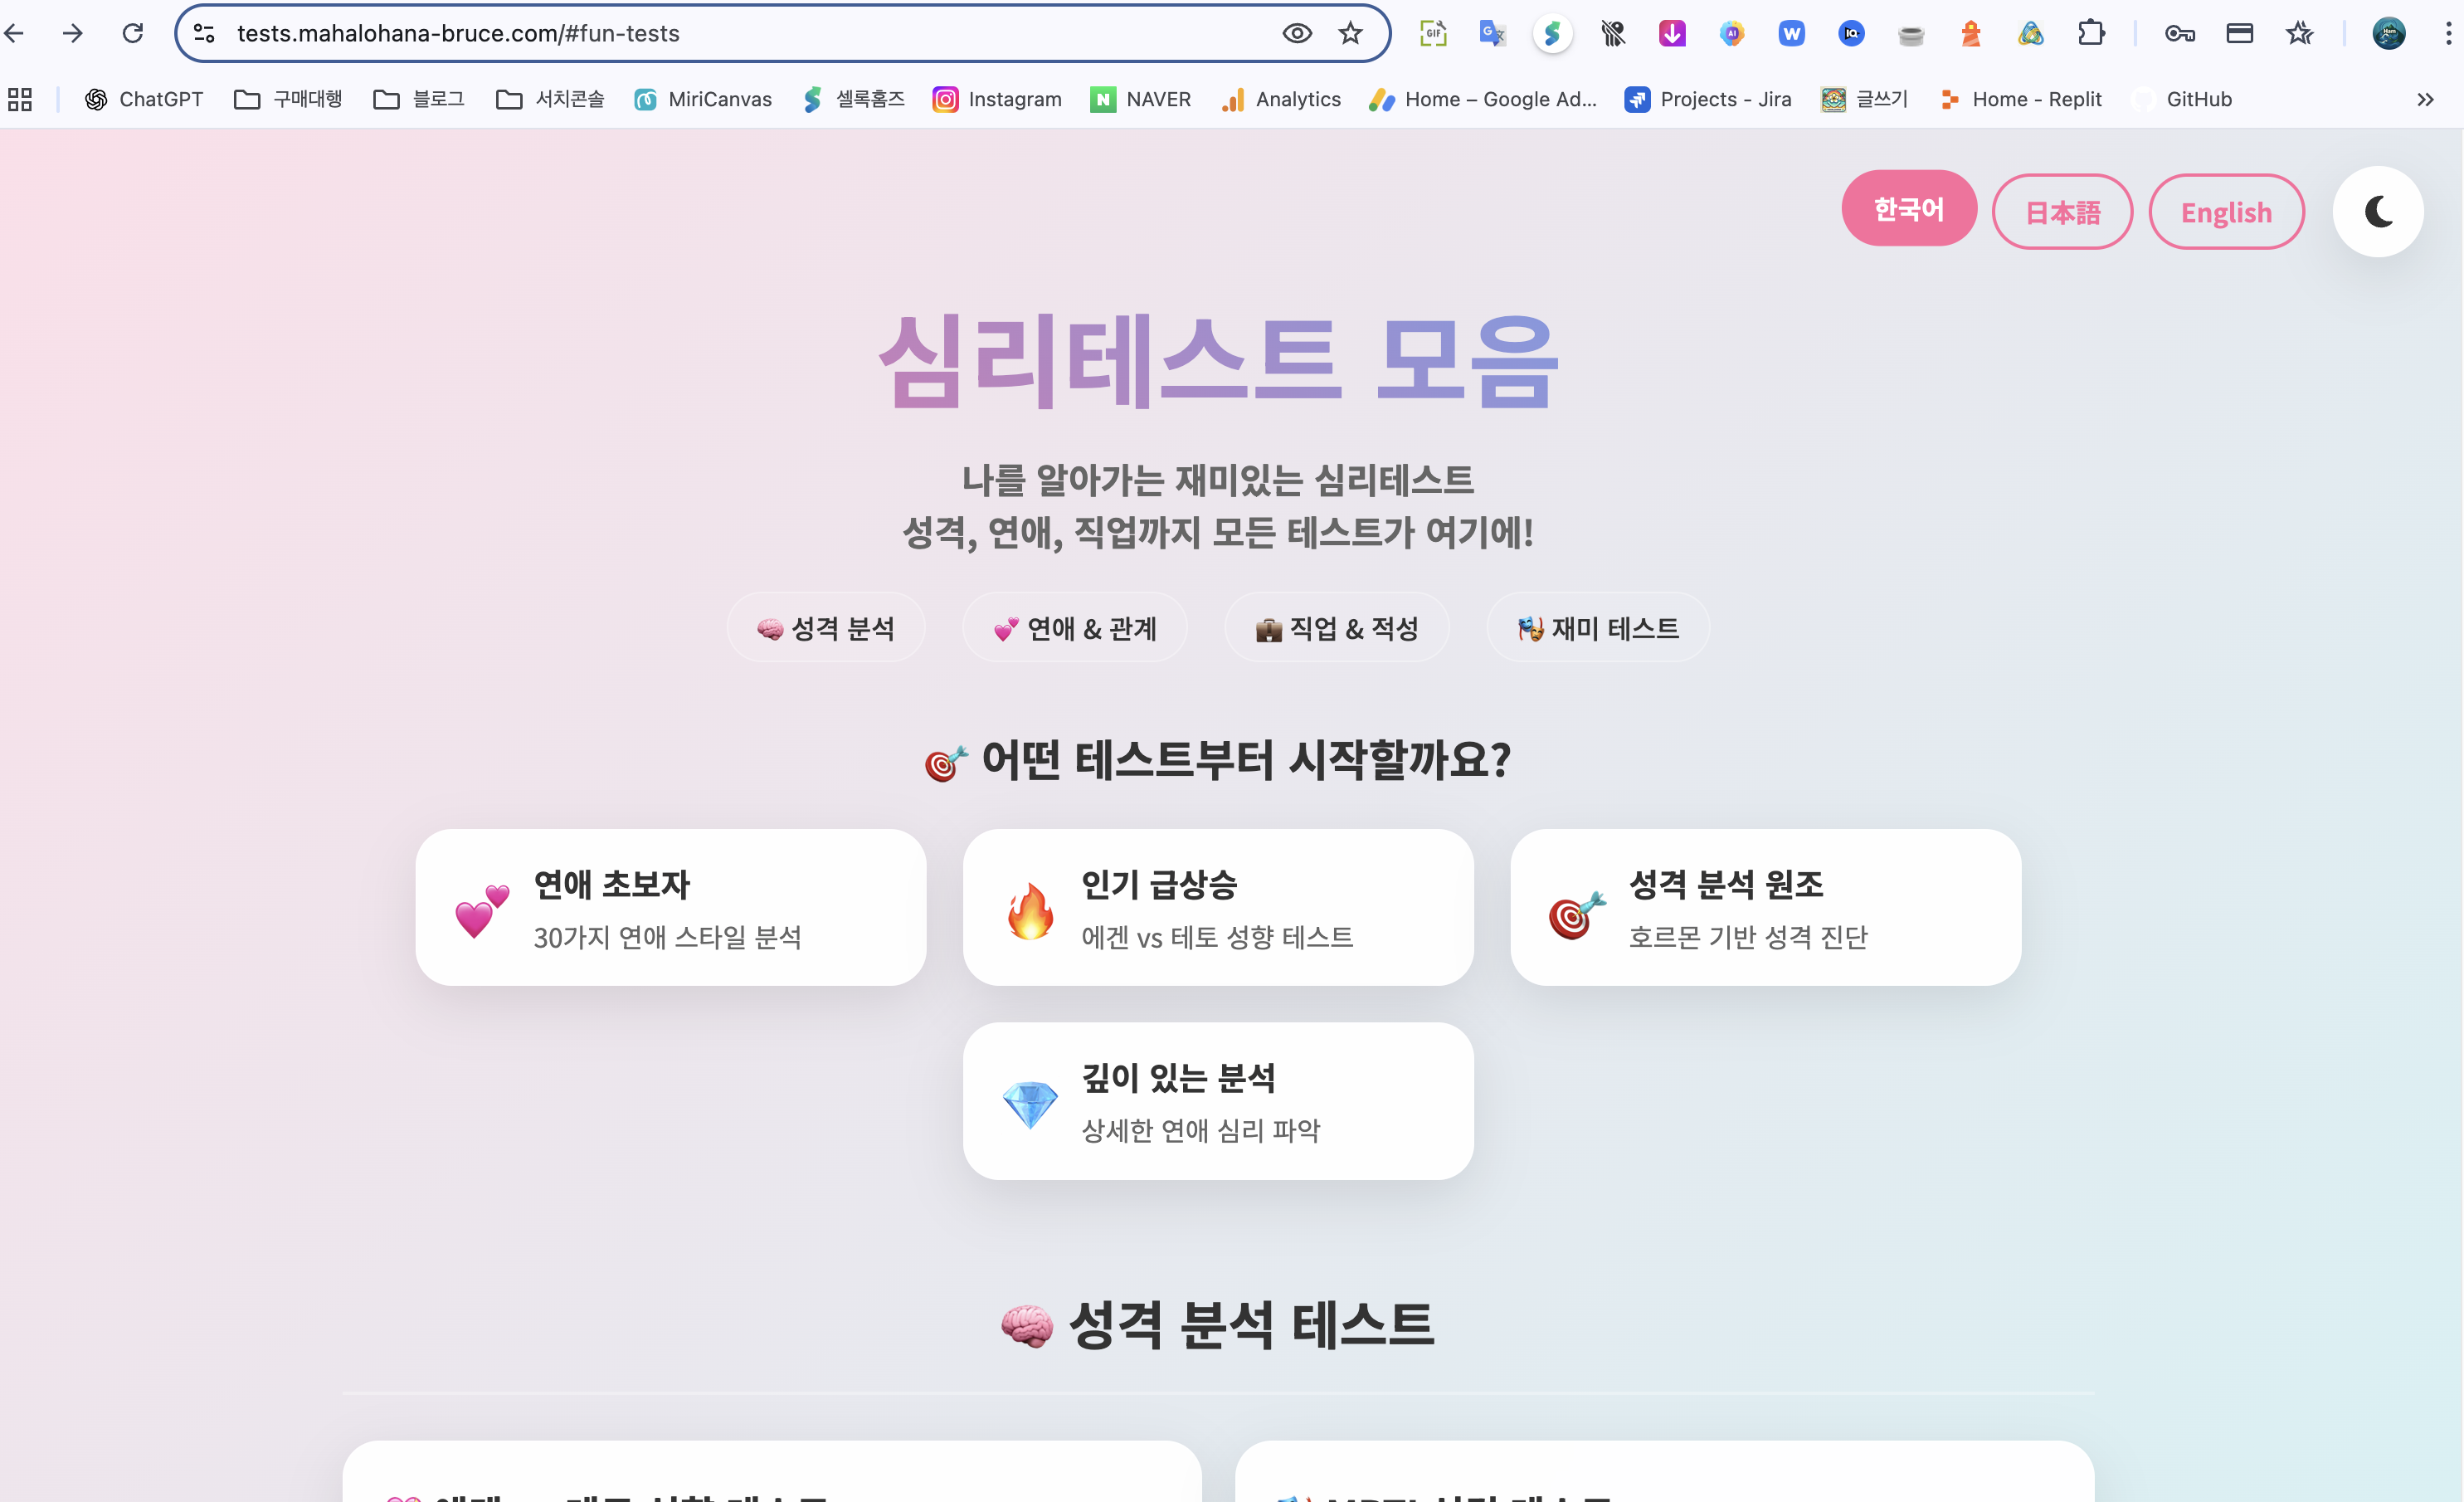 tests.mahalohana-bruce.com/#fun-tests
ChatGPT 구매대행 블로그 서치콘솔 MiriCanvas 셀록홈즈 Instagram NAVER Analytics Home – Google Ad... Projects - Jira 글쓰기 Home - Replit GitHub
한국어 日本語 English
심리테스트 모음
나를 알아가는 재미있는 심리테스트
성격, 연애, 직업까지 모든 테스트가 여기에!
🧠 성격 분석 💕 연애 & 관계 💼 직업 & 적성 🎭 재미 테스트
🎯 어떤 테스트부터 시작할까요?
💕 연애 초보자
30가지 연애 스타일 분석
🔥 인기 급상승
에겐 vs 테토 성향 테스트
🎯 성격 분석 원조
호르몬 기반 성격 진단
💎 깊이 있는 분석
상세한 연애 심리 파악
🧠 성격 분석 테스트